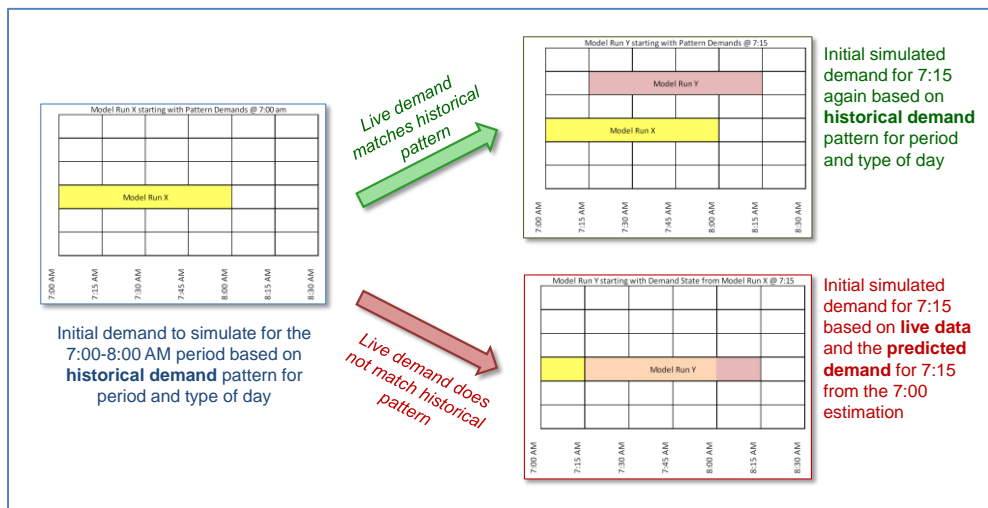 Model Run X starting with Pattern Demands @ 7:00 am
Model Run X
7:00 AM
7:15 AM
7:30 AM
7:45 AM
8:00 AM
8:15 AM
8:30 AM
Initial demand to simulate for the
7:00-8:00 AM period based on
historical demand pattern for
period and type of day
Live demand
matches historical
pattern
Model Run Y starting with Pattern Demands @ 7:15
Model Run Y
Model Run X
7:00 AM
7:15 AM
7:30 AM
7:45 AM
8:00 AM
8:15 AM
8:30 AM
Initial simulated
demand for 7:15
again based on
historical demand
pattern for period
and type of day
Live demand does
not match historical
pattern
Model Run Y starting with Demand State from Model Run X @ 7:15
Model Run Y
7:00 AM
7:15 AM
7:30 AM
7:45 AM
8:00 AM
8:15 AM
8:30 AM
Initial simulated
demand for 7:15
based on live data
and the predicted
demand for 7:15
from the 7:00
estimation